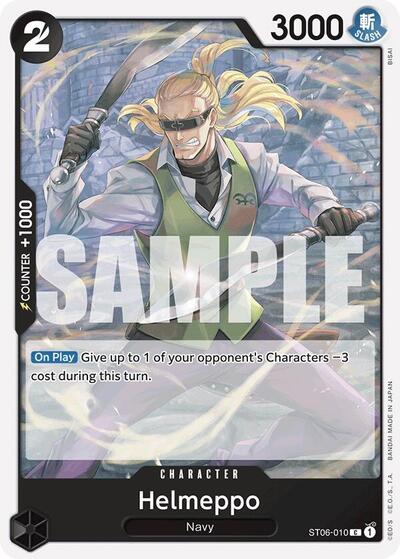 2
3000
斬
SLASH
BISAI
COUNTER +1000
SAMPLE
On Play Give up to 1 of your opponent's Characters −3
cost during this turn.
CHARACTER
Helmeppo
Navy
ST06-010 C 1
©E.O./S., T.A. BANDAI MADE IN JAPAN